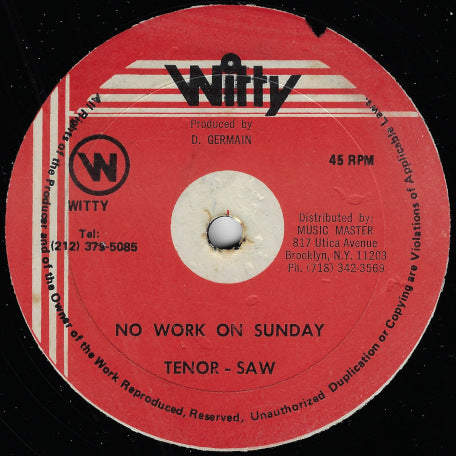 Witty
Produced by
D. GERMAIN
W
WITTY
45 RPM
Tel:
(212) 379-5085
Distributed by:
MUSIC MASTER
817 Utica Avenue
Brooklyn, N.Y. 11203
Ph. (718) 342-3569
NO WORK ON SUNDAY
TENOR - SAW
All Rights of the Producer and of the Owner of the Work Reproduced, Reserved, Unauthorized Duplication or Copying are Violations of Applicable Laws